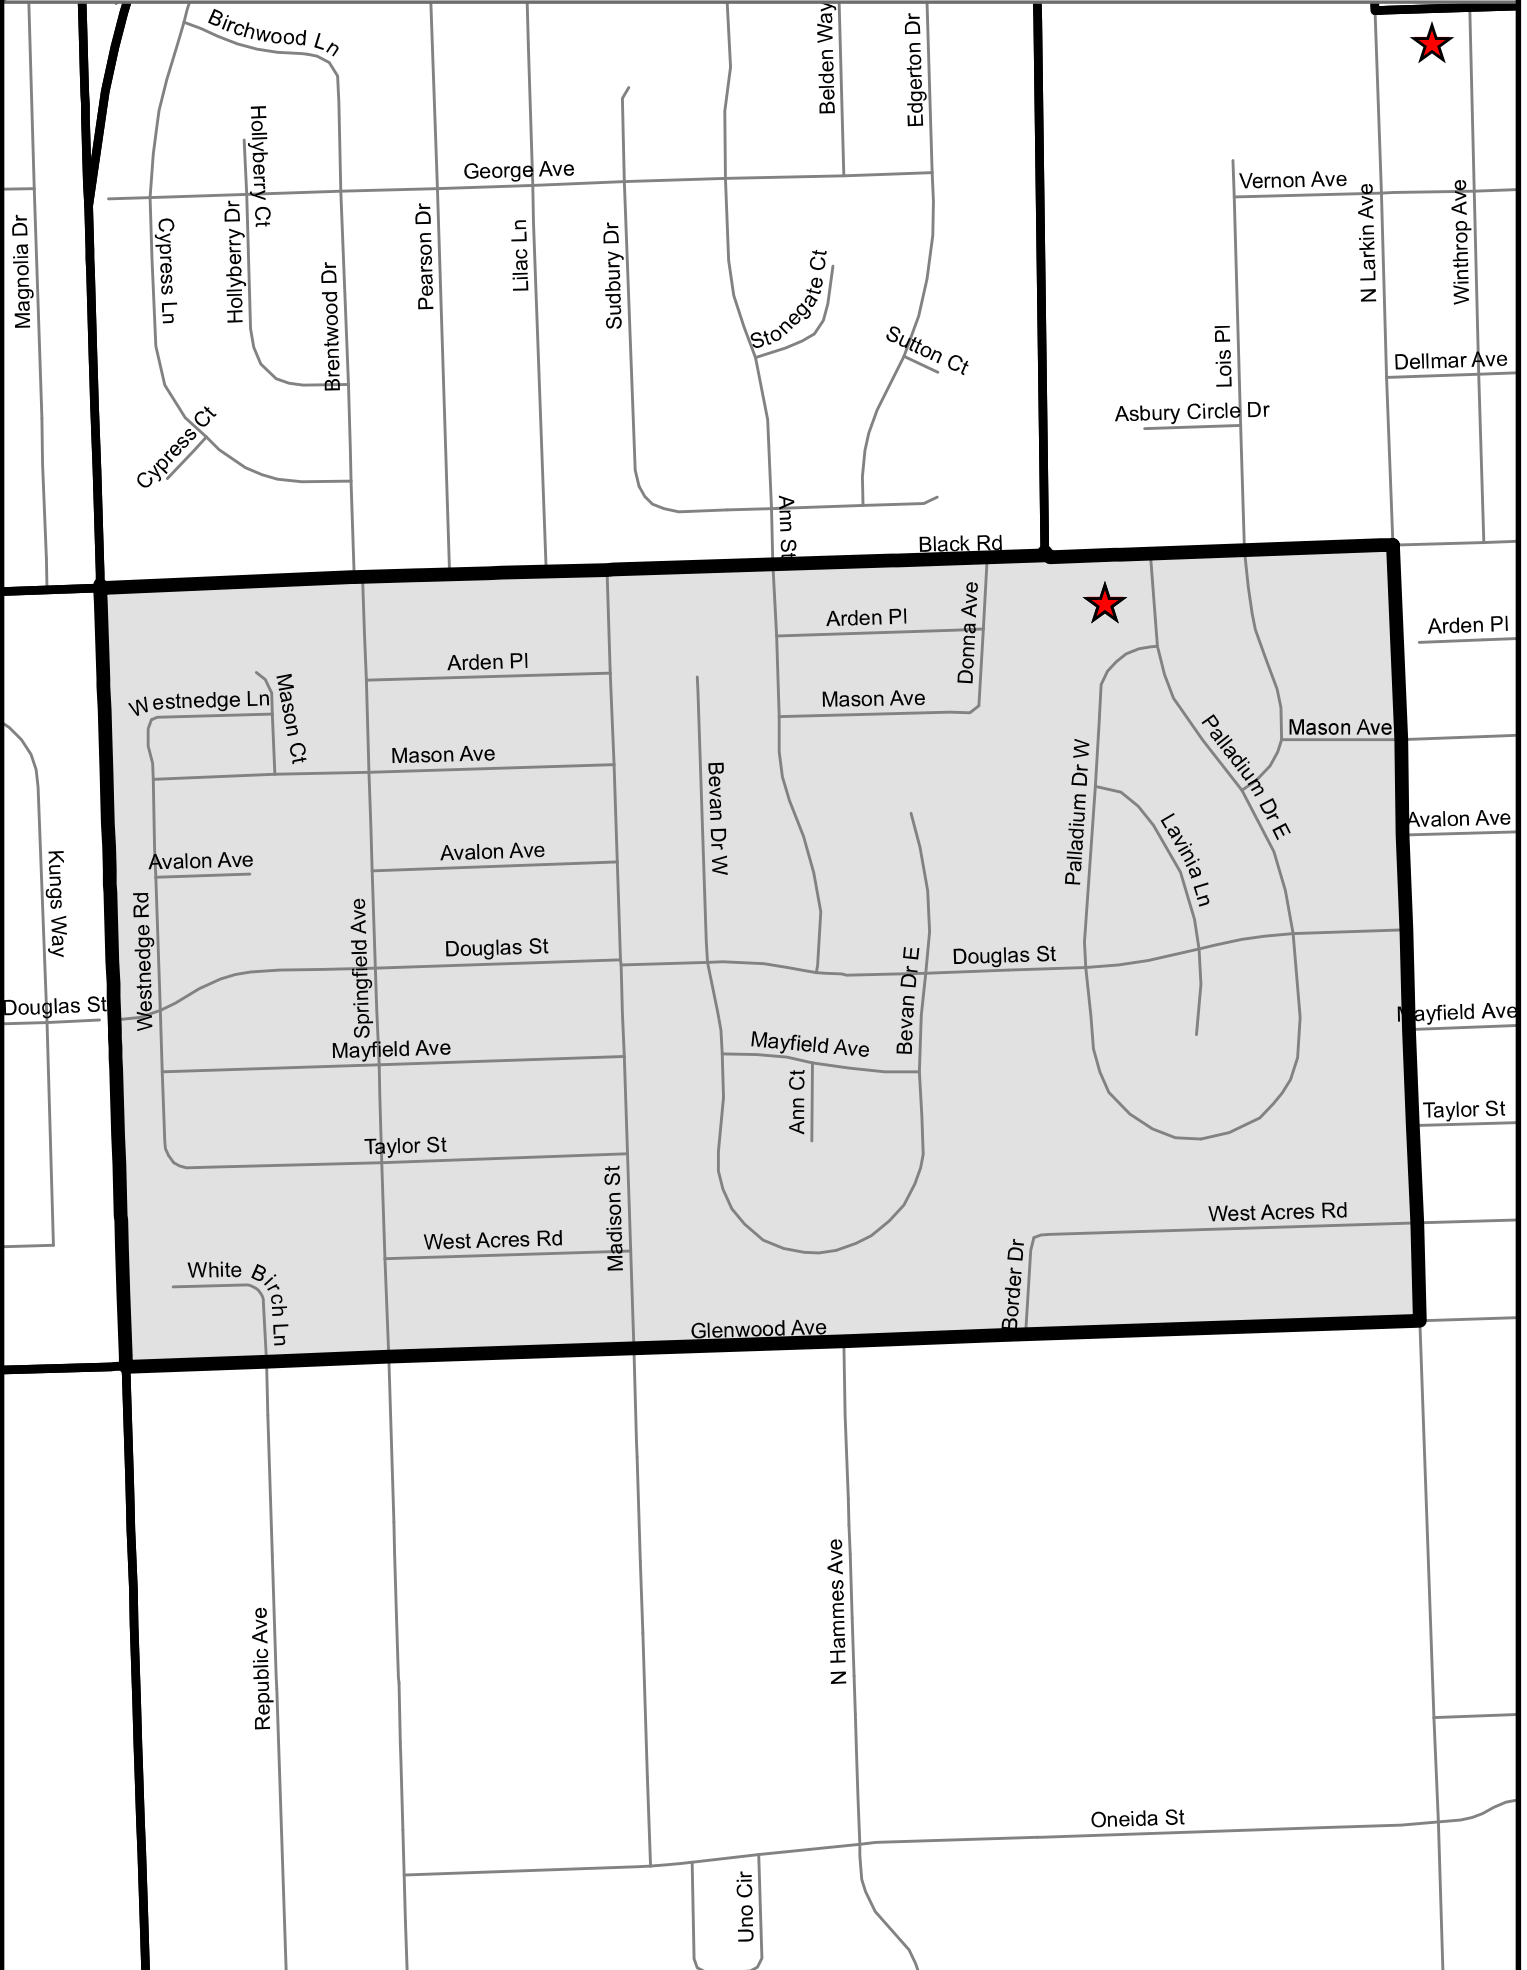 Birchwood Ln
Belden Way
Edgerton Dr
Hollyberry Ct
George Ave
Vernon Ave
Magnolia Dr
Cypress Ln
Hollyberry Dr
Brentwood Dr
Pearson Dr
Lilac Ln
Sudbury Dr
Stonegate Ct
Sutton Ct
N Larkin Ave
Winthrop Ave
Lois Pl
Dellmar Ave
Asbury Circle Dr
Cypress Ct
Ann St
Black Rd
Arden Pl
Donna Ave
Arden Pl
Arden Pl
Westnedge Ln
Mason Ct
Mason Ave
Mason Ave
Mason Ave
Palladium Dr W
Palladium Dr E
Bevan Dr W
Kungs Way
Avalon Ave
Avalon Ave
Avalon Ave
Lavinia Ln
Westnedge Rd
Springfield Ave
Douglas St
Douglas St
Douglas St
Bevan Dr E
Mayfield Ave
Mayfield Ave
Mayfield Ave
Ann Ct
Taylor St
Taylor St
Madison St
West Acres Rd
West Acres Rd
White Birch Ln
Border Dr
Glenwood Ave
Republic Ave
N Hammes Ave
Oneida St
Uno Cir